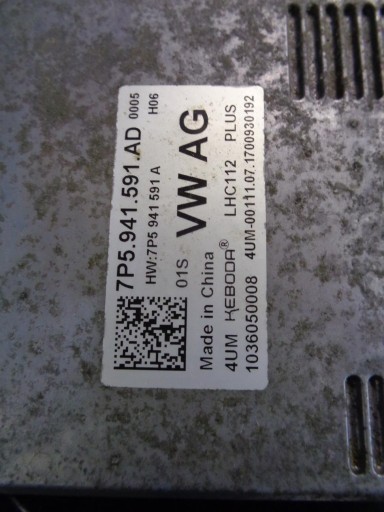 7P5.941.591.AD 0005
HW:7P5 941 591 A H06
01S VW AG
Made in China LHC112 PLUS
4UM KEBODA® 4UM-00111.07.1700930192
1036050008